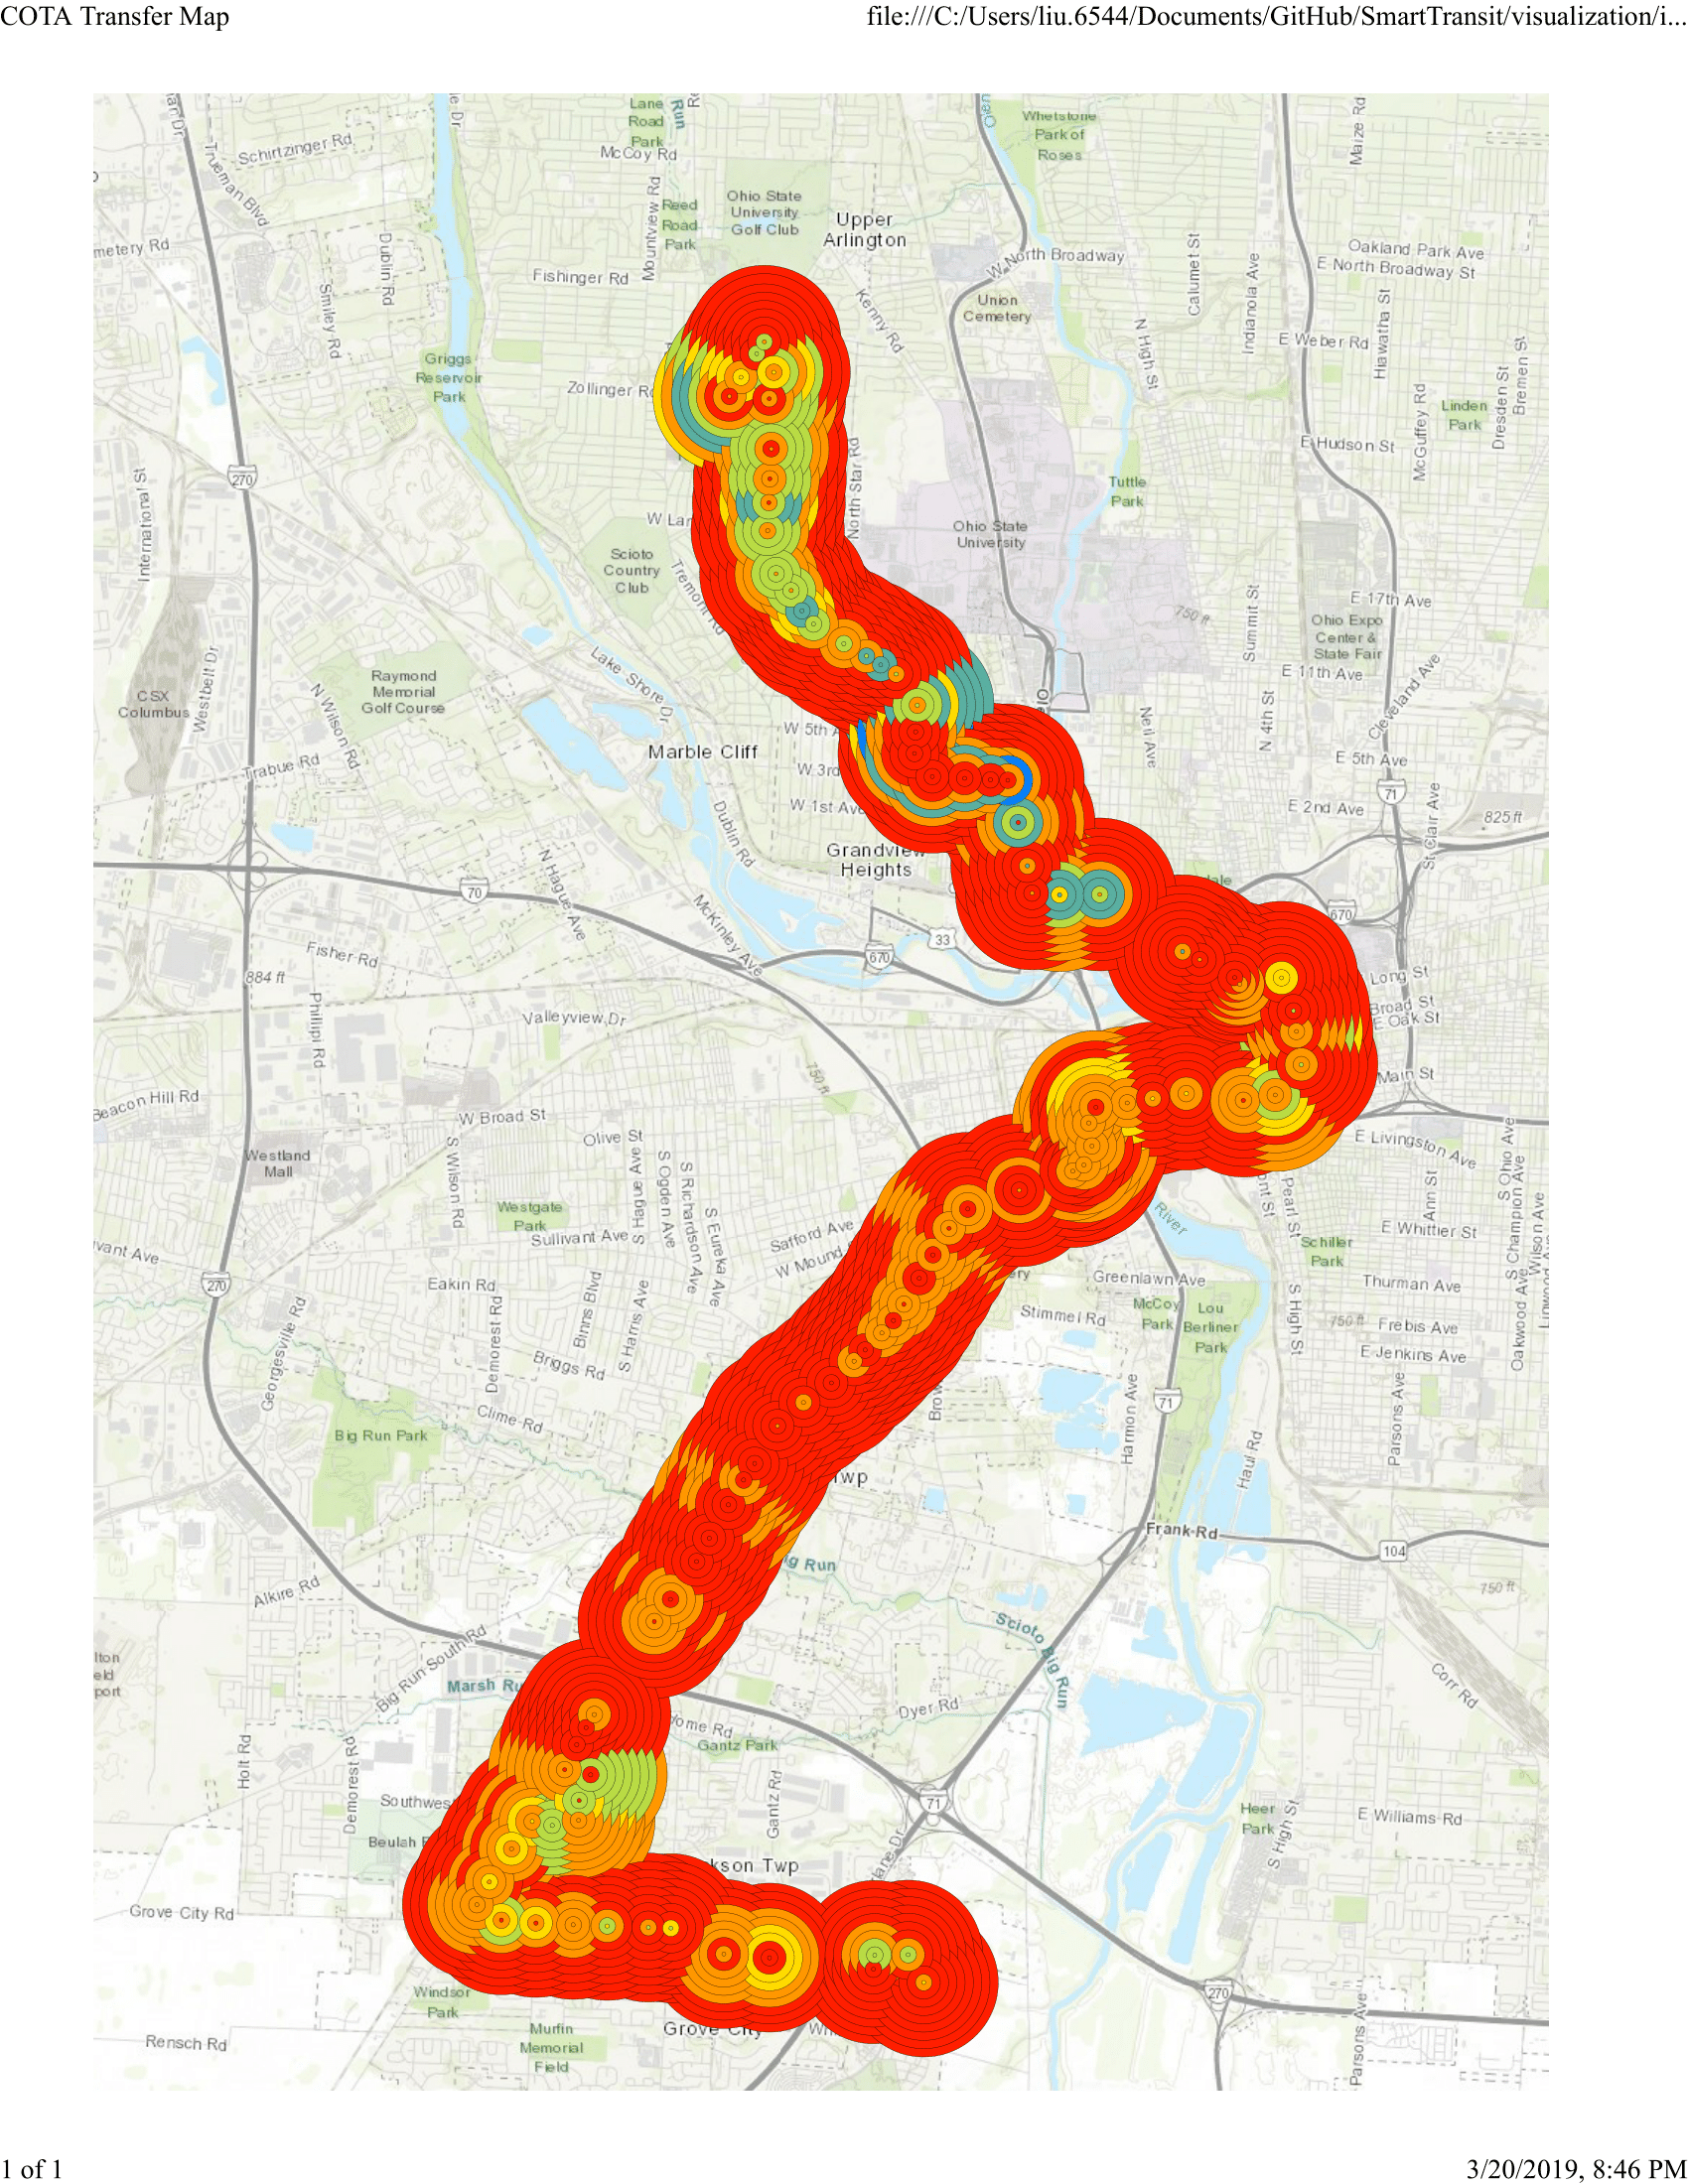 COTA Transfer Map
file:///C:/Users/liu.6544/Documents/GitHub/SmartTransit/visualization/i...
Schirtzinger Rd
Trueman Blvd
Lane
Road
Park
Run
McCoy Rd
Whetstone
Park of
Roses
Maize Rd
Ohio State
University
Golf Club
Reed
Road
Park
Mountview Rd
Upper
Arlington
metery Rd
Dublin Rd
Smiley Rd
Fishinger Rd
Kenny Rd
W North Broadway
Union
Cemetery
Calumet St
Indianola Ave
Oakland Park Ave
E North Broadway St
N High St
E Weber Rd
Hiawatha St
Bremen St
Dresden St
Griggs
Reservoir
Park
Zollinger R
McGuffey Rd
Linden
Park
E Hudson St
270
International St
North Star Rd
Tuttle
Park
W Lar
Ohio State
University
Scioto
Country
Club
Tremont Rd
750 ft
Summit St
E 17th Ave
Ohio Expo
Center &
State Fair
E 11th Ave
Cleveland Ave
Lake Shore Dr
Raymond
Memorial
Golf Course
CSX
Columbus
Westbelt Dr
N Wilson Rd
Trabue Rd
Marble Cliff
W 5th A
W 3rd
W 1st Ave
Neil Ave
N 4th St
E 5th Ave
71
E 2nd Ave
St Clair Ave
825 ft
Dublin Rd
Grandview
Heights
N Hague Ave
70
McKinley Ave
33
670
670
Fisher Rd
884 ft
Phillipi Rd
Valleyview Dr
Long St
Broad St
E Oak St
Main St
750 ft
Beacon Hill Rd
W Broad St
Olive St
Westland
Mall
S Wilson Rd
S Hague Ave
S Ogden Ave
S Richardson Ave
S Eureka Ave
E Livingston Ave
S Ohio Ave
S Champion Ave
Wilson Ave
Ann St
Pearl St
Westgate
Park
Sullivant Ave
Safford Ave
W Mound
River
E Whittier St
Schiller
Park
vant Ave
270
Eakin Rd
Greenlawn Ave
Thurman Ave
McCoy
Park
Lou
Berliner
Park
Stimmel Rd
S High St
750 ft
Frebis Ave
E Jenkins Ave
Oakwood Ave
Georgesville Rd
Demorest Rd
Binns Blvd
S Harris Ave
Briggs Rd
Clime Rd
Big Run Park
Harmon Ave
71
Parsons Ave
Haul Rd
Twp
Frank Rd
104
ig Run
750 ft
Alkire Rd
Scioto Big Run
Big Run South Rd
Marsh Ru
lton
eld
port
Dyer Rd
Corr Rd
Home Rd
Gantz Park
Holt Rd
Demorest Rd
Gantz Rd
Southwes
71
Heer
Park
S High St
E Williams Rd
Beulah
kson Twp
Grove City Rd
Windsor
Park
270
Grove City
Murfin
Memorial
Field
Rensch Rd
Parsons Ave
1 of 1
3/20/2019, 8:46 PM